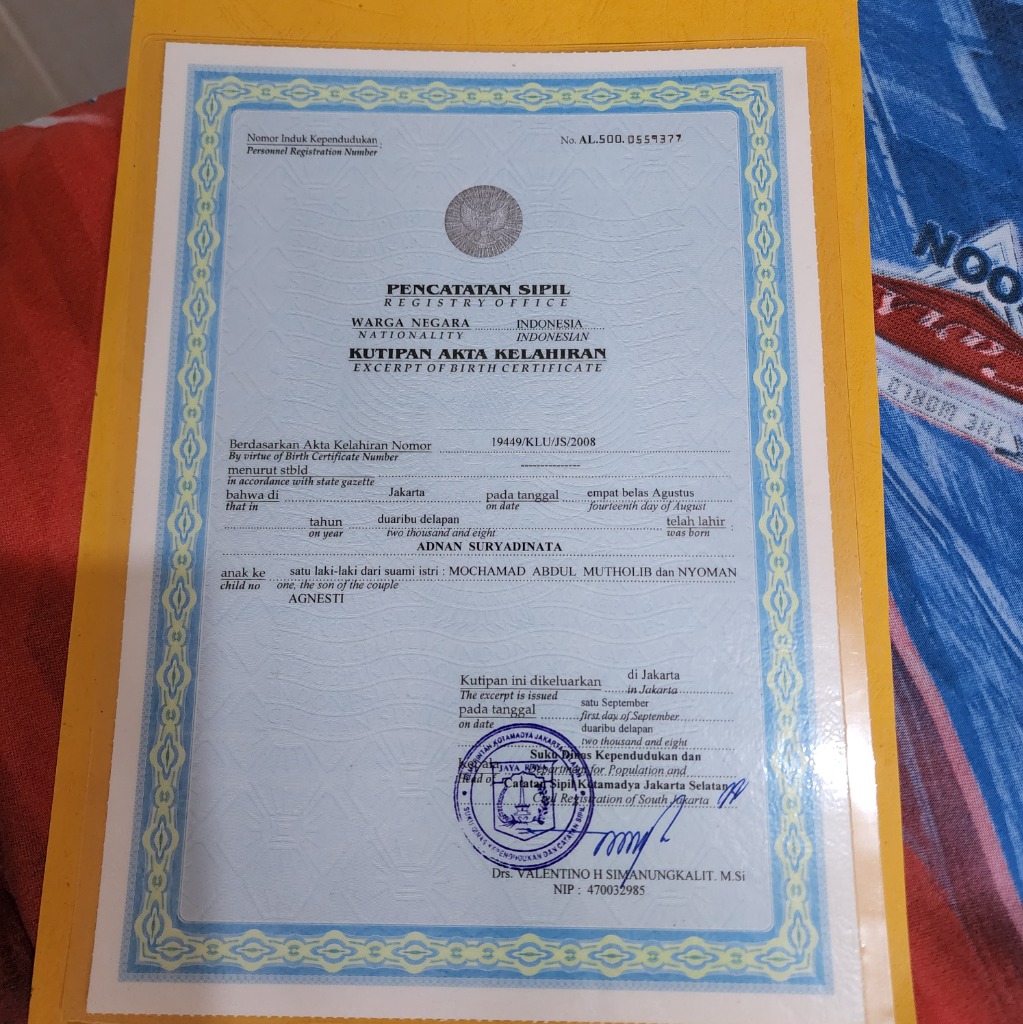 Nomor Induk Kependudukan
Personnel Registration Number
No. AL.500.0559377
PENCATATAN SIPIL
REGISTRY OFFICE
WARGA NEGARA INDONESIA
NATIONALITY INDONESIAN
KUTIPAN AKTA KELAHIRAN
EXCERPT OF BIRTH CERTIFICATE
Berdasarkan Akta Kelahiran Nomor 19449/KLU/JS/2008
By virtue of Birth Certificate Number
menurut stbld ---------------
in accordance with state gazette
bahwa di Jakarta pada tanggal empat belas Agustus
that in on date fourteenth day of August
tahun duaribu delapan telah lahir
on year two thousand and eight was born
ADNAN SURYADINATA
anak ke satu laki-laki dari suami istri : MOCHAMAD ABDUL MUTHOLIB dan NYOMAN
child no one, the son of the couple
AGNESTI
Kutipan ini dikeluarkan di Jakarta
The excerpt is issued in Jakarta
pada tanggal satu September
on date first day of September
duaribu delapan
two thousand and eight
Kepala Suku Dinas Kependudukan dan
Head of Department for Population and
Catatan Sipil Kotamadya Jakarta Selatan
Civil Registration of South Jakarta
JAYA RAYA
SUKU DINAS KEPENDUDUKAN DAN CATATAN SIPIL
Drs. VALENTINO H SIMANUNGKALIT. M.Si
NIP : 470032985
THE WORLD